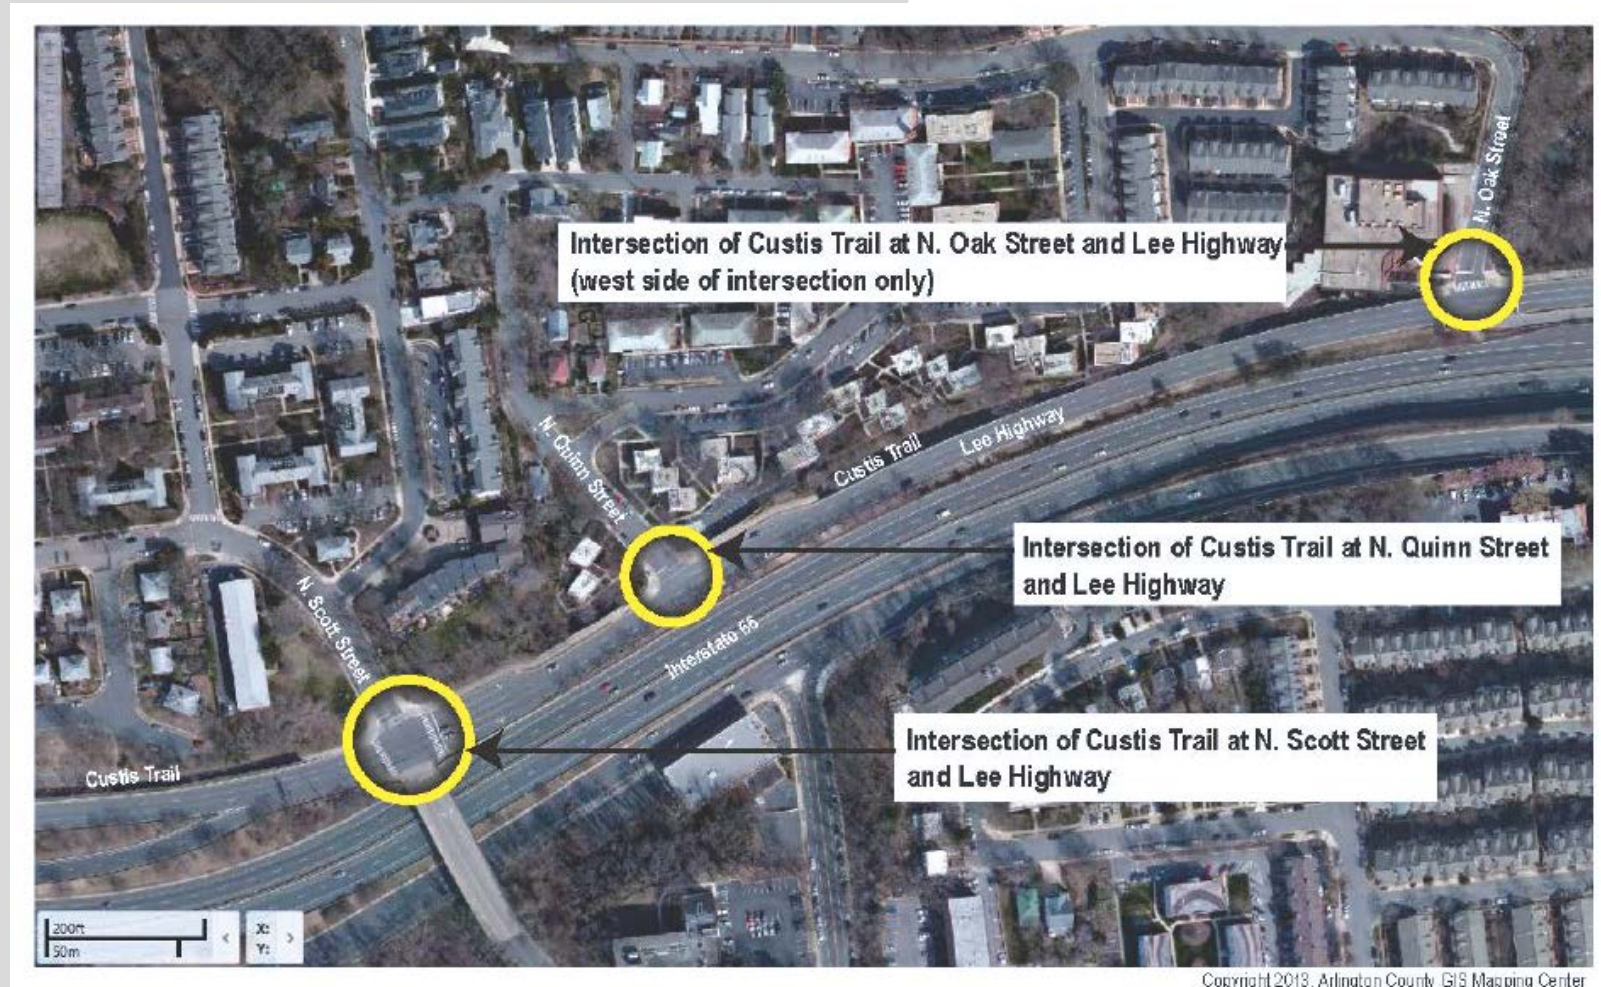 N. Oak Street
Intersection of Custis Trail at N. Oak Street and Lee Highway
(west side of intersection only)
N. Quinn Street
Custis Trail
Lee Highway
Intersection of Custis Trail at N. Quinn Street
and Lee Highway
N. Scott Street
Interstate 66
Intersection of Custis Trail at N. Scott Street
and Lee Highway
Custis Trail
200ft
50m
X:
Y:
Copyright 2013, Arlington County GIS Mapping Center